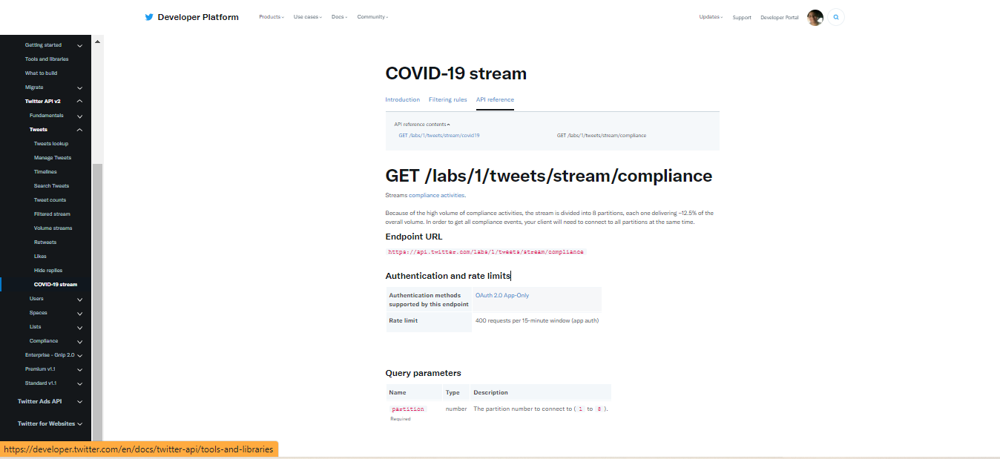 Developer Platform
Products
Use cases
Docs
Community
Updates
Support
Developer Portal
Getting started
Tools and libraries
What to build
Migrate
Twitter API v2
Fundamentals
Tweets
Tweets lookup
Manage Tweets
Timelines
Search Tweets
Tweet counts
Filtered stream
Volume streams
Retweets
Likes
Hide replies
COVID-19 stream
Users
Spaces
Lists
Compliance
Enterprise - Gnip 2.0
Premium v1.1
Standard v1.1
Twitter Ads API
Twitter for Websites
https://developer.twitter.com/en/docs/twitter-api/tools-and-libraries
COVID-19 stream
Introduction Filtering rules API reference
API reference contents
GET /labs/1/tweets/stream/covid19 GET /labs/1/tweets/stream/compliance
GET /labs/1/tweets/stream/compliance
Streams compliance activities.
Because of the high volume of compliance activities, the stream is divided into 8 partitions, each one delivering ~12.5% of the
overall volume. In order to get all compliance events, your client will need to connect to all partitions at the same time.
Endpoint URL
https://api.twitter.com/labs/1/tweets/stream/compliance
Authentication and rate limits
Authentication methods
supported by this endpoint
OAuth 2.0 App-Only
Rate limit 400 requests per 15-minute window (app auth)
Query parameters
Name Type Description
partition number The partition number to connect to ( 1 to 8 ).
Required